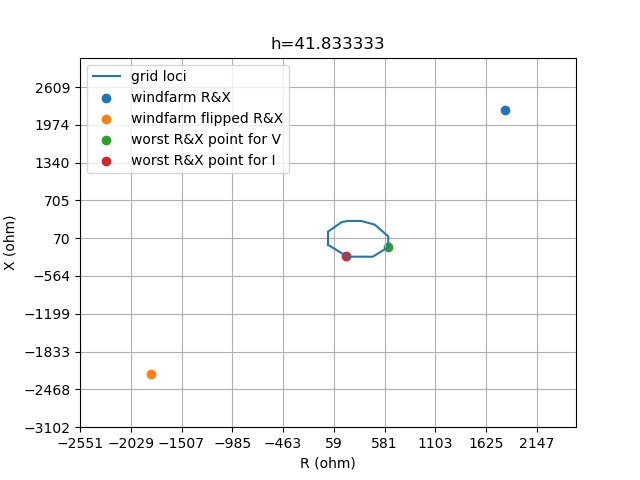 h=41.833333
grid loci
windfarm R&X
windfarm flipped R&X
worst R&X point for V
worst R&X point for I
2609
1974
1340
705
70
−564
−1199
−1833
−2468
−3102
X (ohm)
−2551 −2029 −1507 −985 −463 59 581 1103 1625 2147
R (ohm)